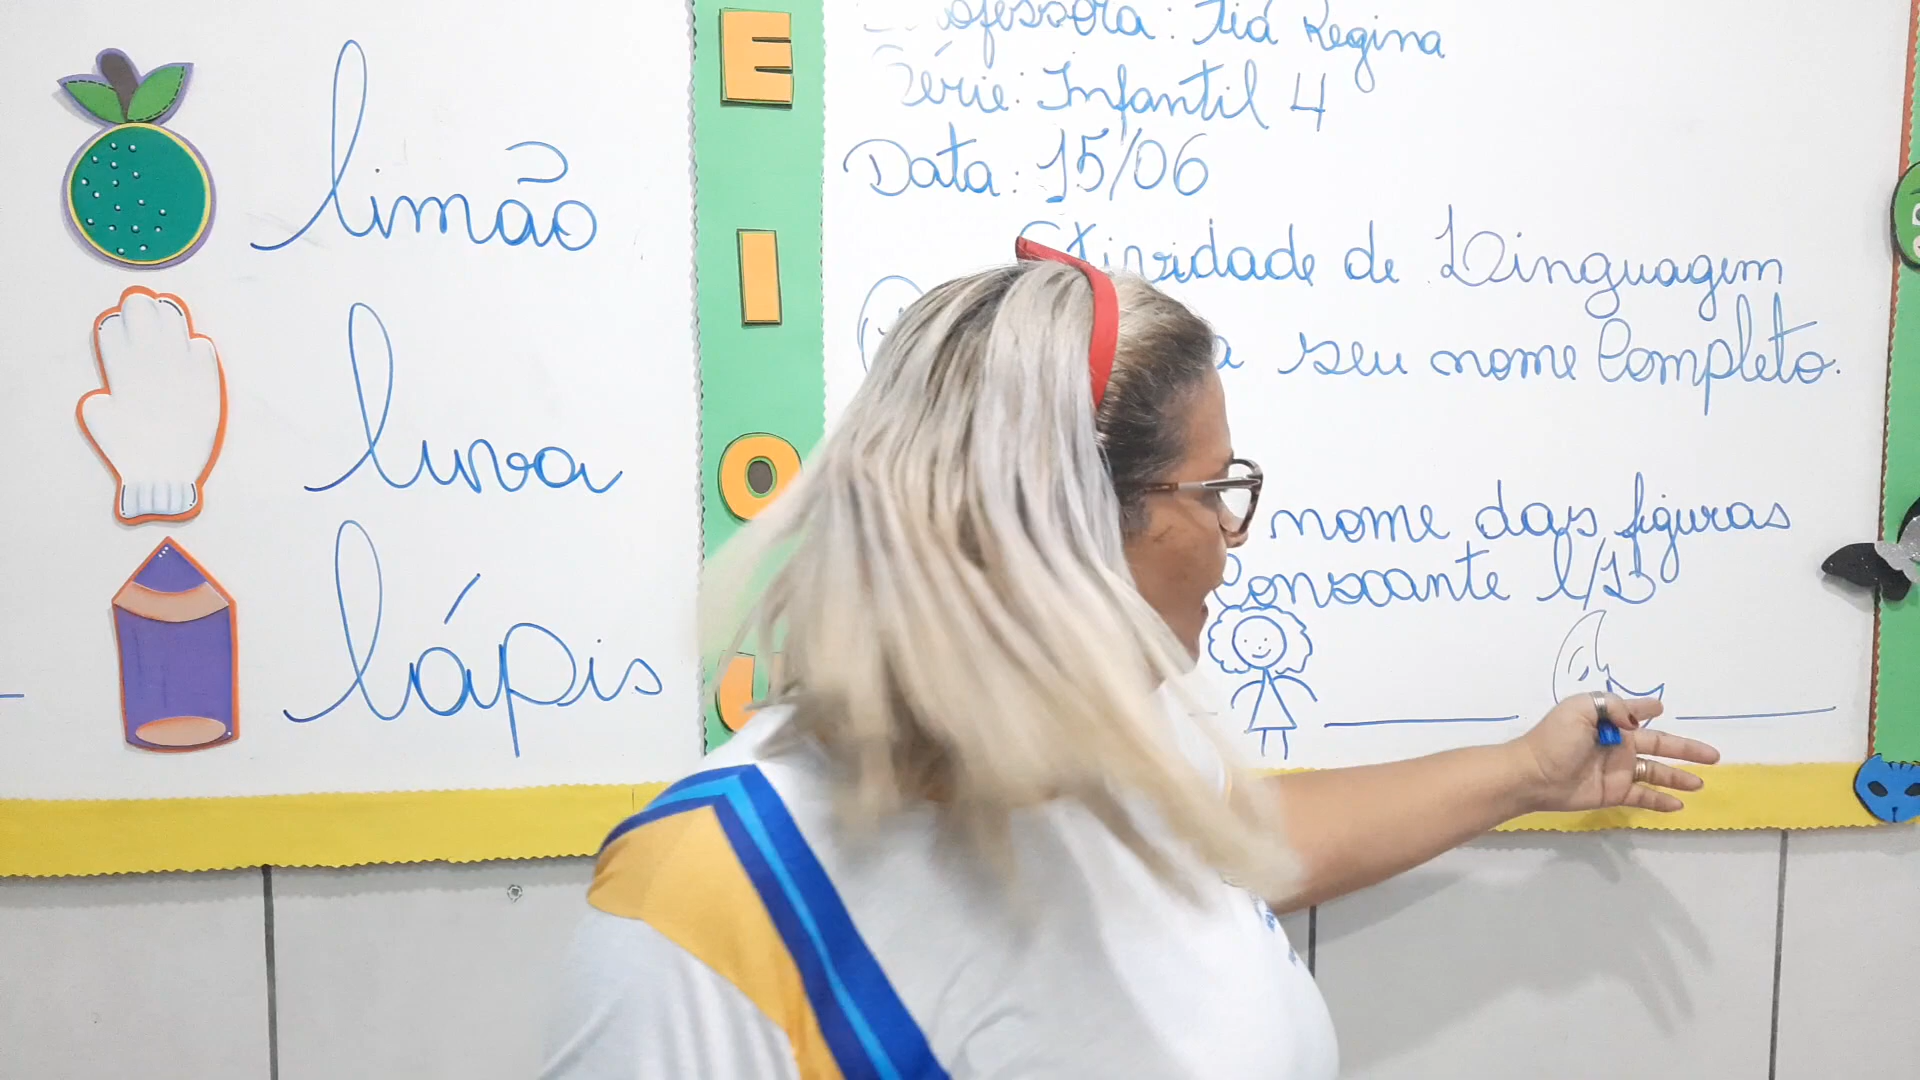 limão
luva
lápis
E
I
O
U
Professora: Tia Regina
Série: Infantil 4
Data: 15/06
Atividade de Linguagem
seu nome Completo.
nome das figuras
Consoante l/L